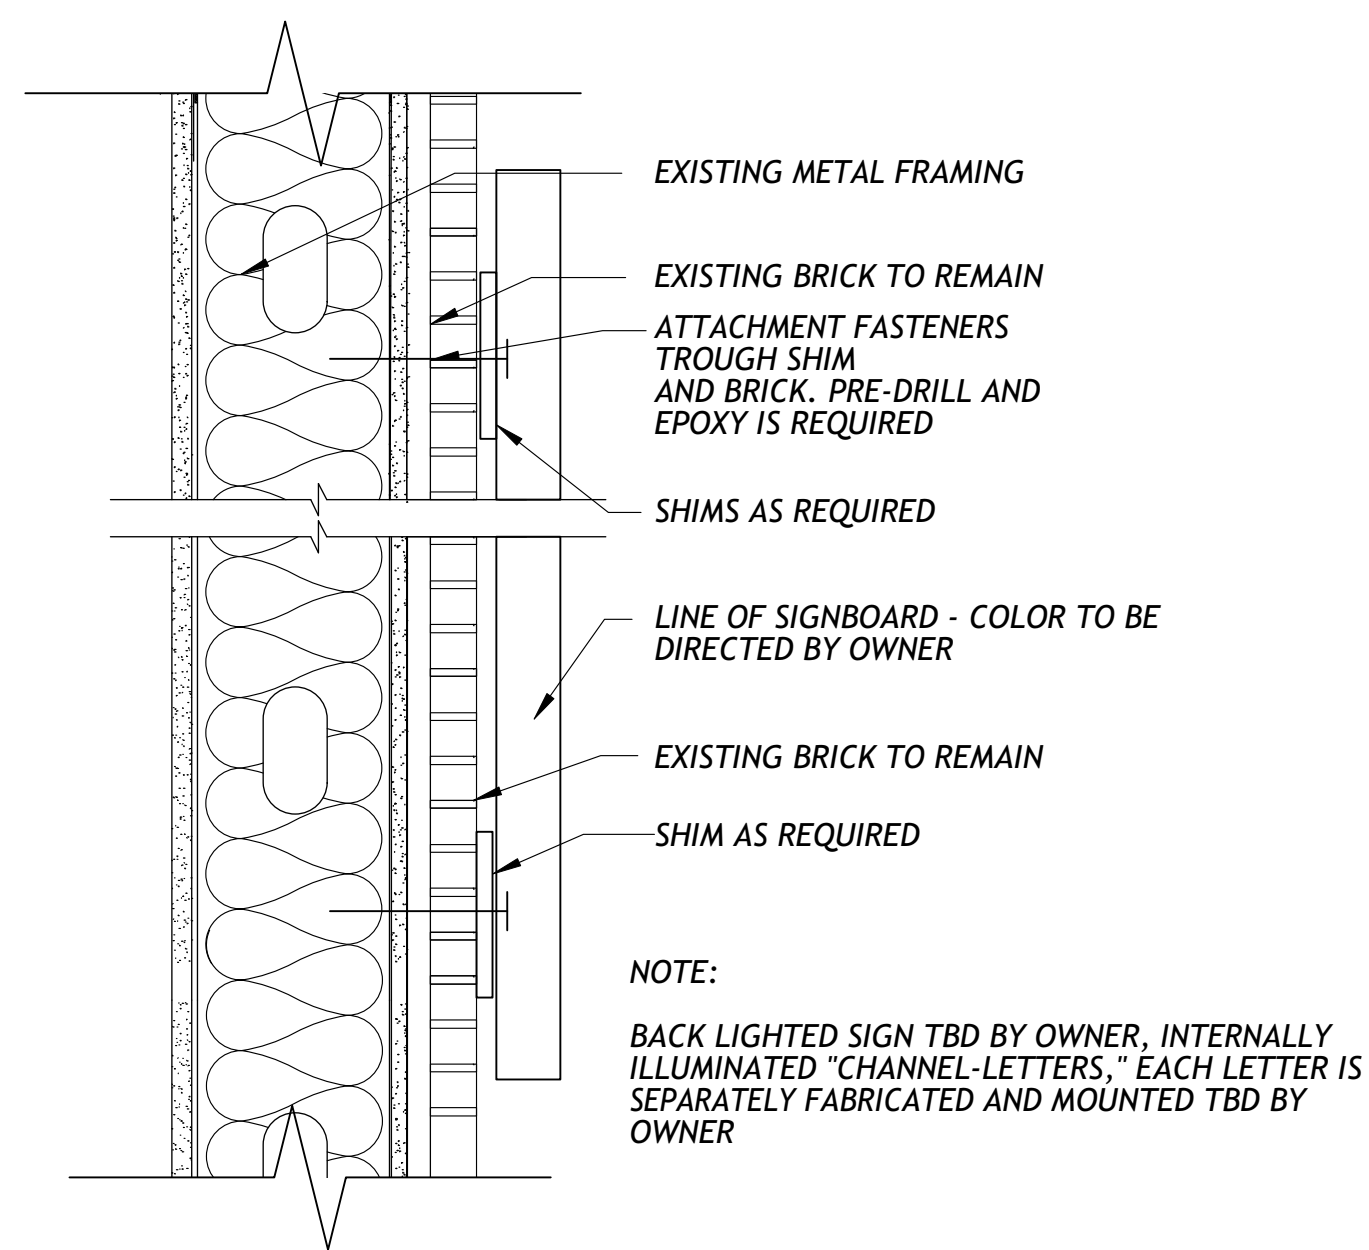 EXISTING METAL FRAMING
EXISTING BRICK TO REMAIN
ATTACHMENT FASTENERS
TROUGH SHIM
AND BRICK. PRE-DRILL AND
EPOXY IS REQUIRED
SHIMS AS REQUIRED
LINE OF SIGNBOARD - COLOR TO BE
DIRECTED BY OWNER
EXISTING BRICK TO REMAIN
SHIM AS REQUIRED
NOTE:
BACK LIGHTED SIGN TBD BY OWNER, INTERNALLY
ILLUMINATED "CHANNEL-LETTERS," EACH LETTER IS
SEPARATELY FABRICATED AND MOUNTED TBD BY
OWNER